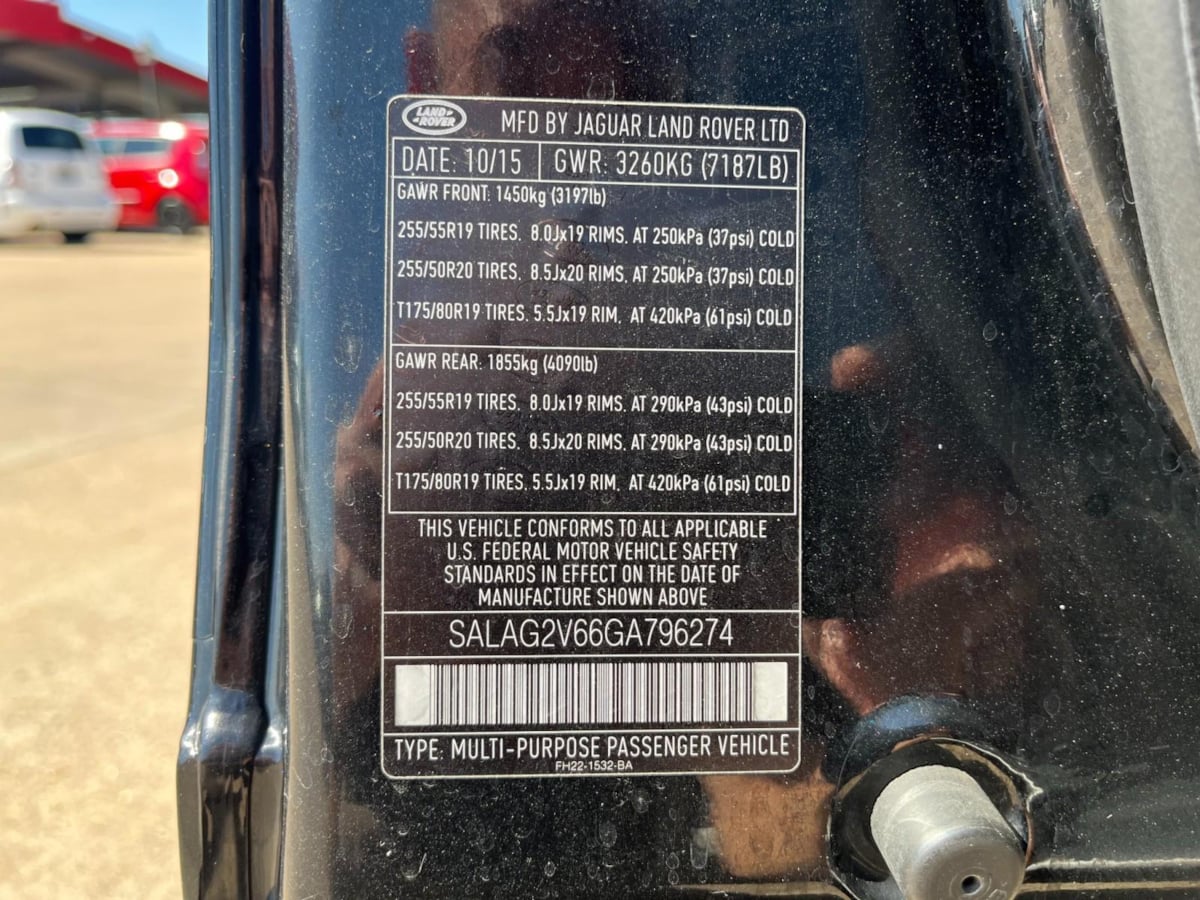 LAND ROVER
MFD BY JAGUAR LAND ROVER LTD
DATE: 10/15 GWR: 3260KG (7187LB)
GAWR FRONT: 1450kg (3197lb)
255/55R19 TIRES. 8.0Jx19 RIMS. AT 250kPa (37psi) COLD
255/50R20 TIRES. 8.5Jx20 RIMS. AT 250kPa (37psi) COLD
T175/80R19 TIRES. 5.5Jx19 RIM. AT 420kPa (61psi) COLD
GAWR REAR: 1855kg (4090lb)
255/55R19 TIRES. 8.0Jx19 RIMS. AT 290kPa (43psi) COLD
255/50R20 TIRES. 8.5Jx20 RIMS. AT 290kPa (43psi) COLD
T175/80R19 TIRES. 5.5Jx19 RIM. AT 420kPa (61psi) COLD
THIS VEHICLE CONFORMS TO ALL APPLICABLE
U.S. FEDERAL MOTOR VEHICLE SAFETY
STANDARDS IN EFFECT ON THE DATE OF
MANUFACTURE SHOWN ABOVE
SALAG2V66GA796274
TYPE: MULTI-PURPOSE PASSENGER VEHICLE
FH22-1532-BA